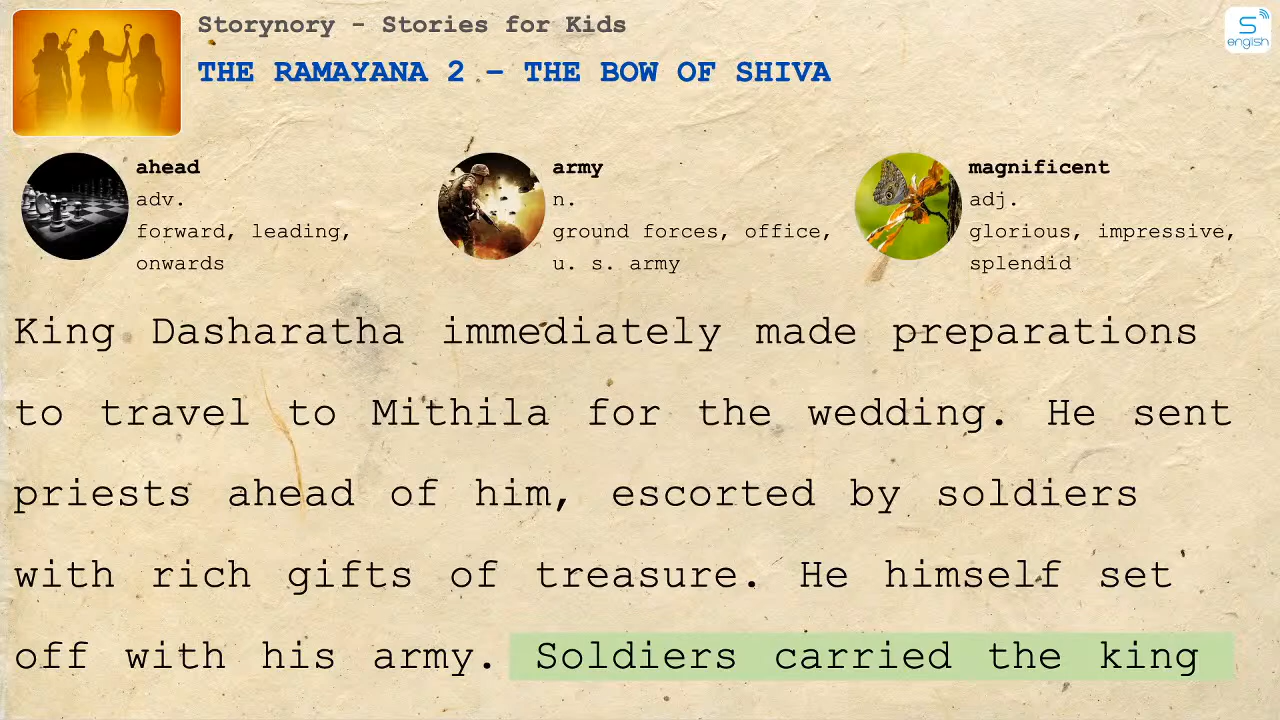 Storynory - Stories for Kids
THE RAMAYANA 2 – THE BOW OF SHIVA
S
english
ahead
adv.
forward, leading,
onwards
army
n.
ground forces, office,
u. s. army
magnificent
adj.
glorious, impressive,
splendid
King Dasharatha immediately made preparations
to travel to Mithila for the wedding. He sent
priests ahead of him, escorted by soldiers
with rich gifts of treasure. He himself set
off with his army. Soldiers carried the king